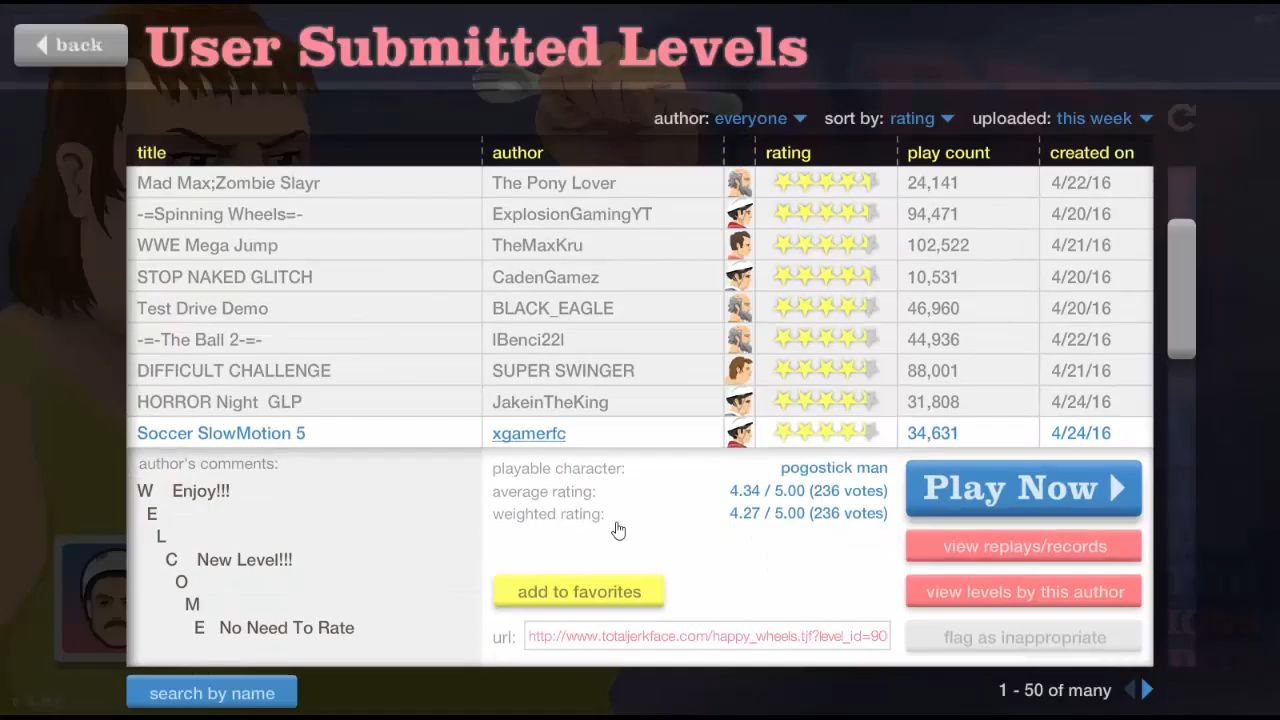 back
User Submitted Levels
author: everyone sort by: rating uploaded: this week
title author rating play count created on
Mad Max;Zombie Slayr The Pony Lover 24,141 4/22/16
-=Spinning Wheels=- ExplosionGamingYT 94,471 4/20/16
WWE Mega Jump TheMaxKru 102,522 4/21/16
STOP NAKED GLITCH CadenGamez 10,531 4/20/16
Test Drive Demo BLACK_EAGLE 46,960 4/20/16
-=-The Ball 2-=- IBenci22I 44,936 4/22/16
DIFFICULT CHALLENGE SUPER SWINGER 88,001 4/21/16
HORROR Night GLP JakeinTheKing 31,808 4/24/16
Soccer SlowMotion 5 xgamerfc 34,631 4/24/16
author's comments:
W Enjoy!!!
E
L
C New Level!!!
O
M
E No Need To Rate
playable character: pogostick man
average rating: 4.34 / 5.00 (236 votes)
weighted rating: 4.27 / 5.00 (236 votes)
add to favorites
url: http://www.totaljerkface.com/happy_wheels.tjf?level_id=90
Play Now
view replays/records
view levels by this author
flag as inappropriate
search by name
1 - 50 of many